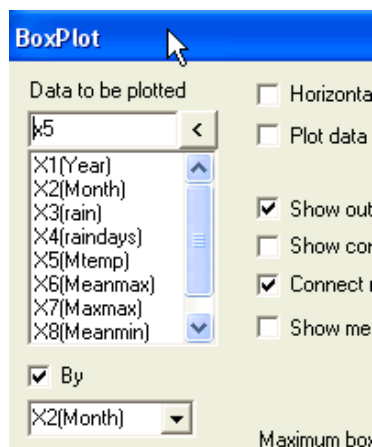 BoxPlot
Data to be plotted
x5 <
X1(Year)
X2(Month)
X3(rain)
X4(raindays)
X5(Mtemp)
X6(Meanmax)
X7(Maxmax)
X8(Meanmin)
By
X2(Month)
Horizonta
Plot data
Show out
Show cor
Connect
Show me
Maximum box